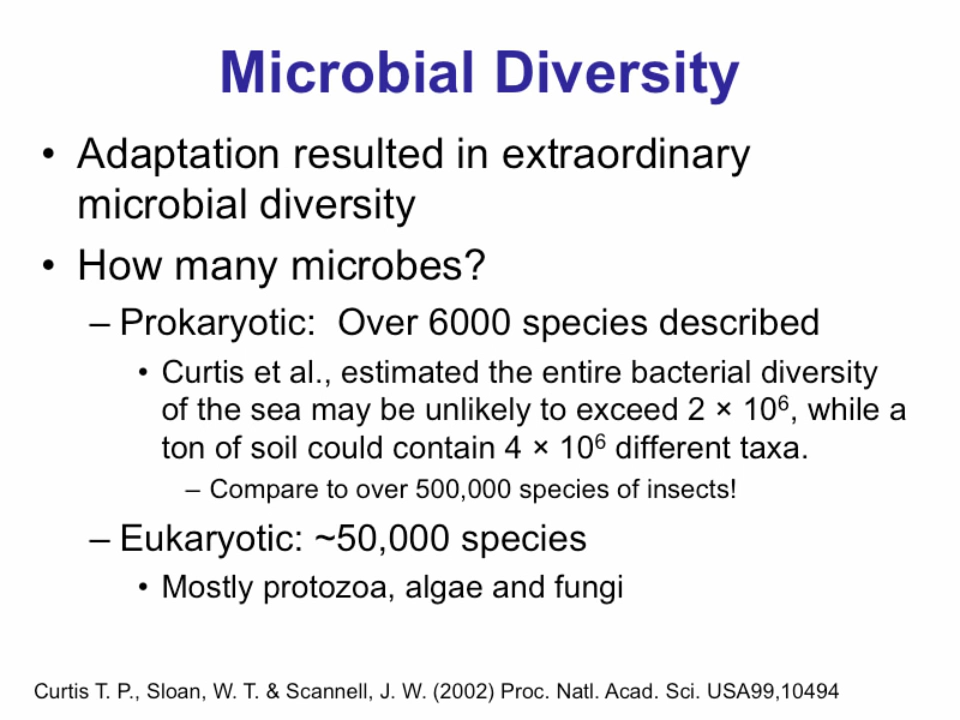 Microbial Diversity
• Adaptation resulted in extraordinary
microbial diversity
• How many microbes?
– Prokaryotic:  Over 6000 species described
• Curtis et al., estimated the entire bacterial diversity
of the sea may be unlikely to exceed 2 × 10⁶, while a
ton of soil could contain 4 × 10⁶ different taxa.
– Compare to over 500,000 species of insects!
– Eukaryotic: ~50,000 species
• Mostly protozoa, algae and fungi
Curtis T. P., Sloan, W. T. & Scannell, J. W. (2002) Proc. Natl. Acad. Sci. USA99,10494